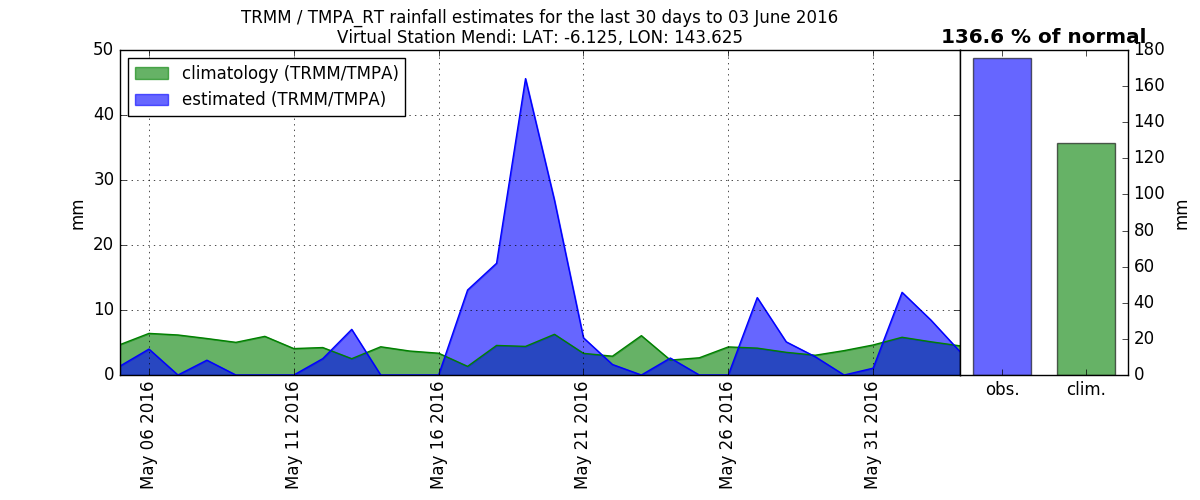 TRMM / TMPA_RT rainfall estimates for the last 30 days to 03 June 2016
Virtual Station Mendi: LAT: -6.125, LON: 143.625
136.6 % of normal
climatology (TRMM/TMPA)
estimated (TRMM/TMPA)
50
40
30
20
10
0
mm
May 06 2016
May 11 2016
May 16 2016
May 21 2016
May 26 2016
May 31 2016
180
160
140
120
100
80
60
40
20
0
mm
obs.
clim.